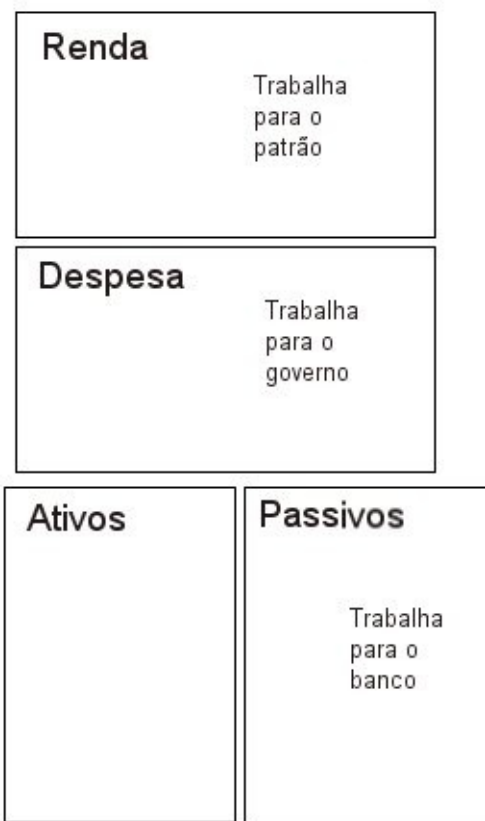 Renda
Trabalha
para o
patrão
Despesa
Trabalha
para o
governo
Ativos
Passivos
Trabalha
para o
banco